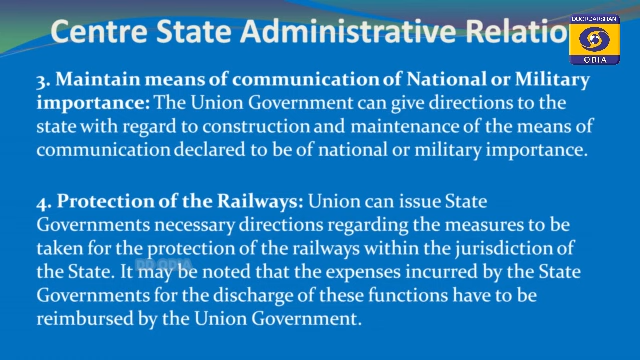 Centre State Administrative Relatio
DOORDARSHAN
ODIA
3. Maintain means of communication of National or Military
importance: The Union Government can give directions to the
state with regard to construction and maintenance of the means of
communication declared to be of national or military importance.
4. Protection of the Railways: Union can issue State
Governments necessary directions regarding the measures to be
taken for the protection of the railways within the jurisdiction of
the State. It may be noted that the expenses incurred by the State
DD ODIA
Governments for the discharge of these functions have to be
reimbursed by the Union Government.